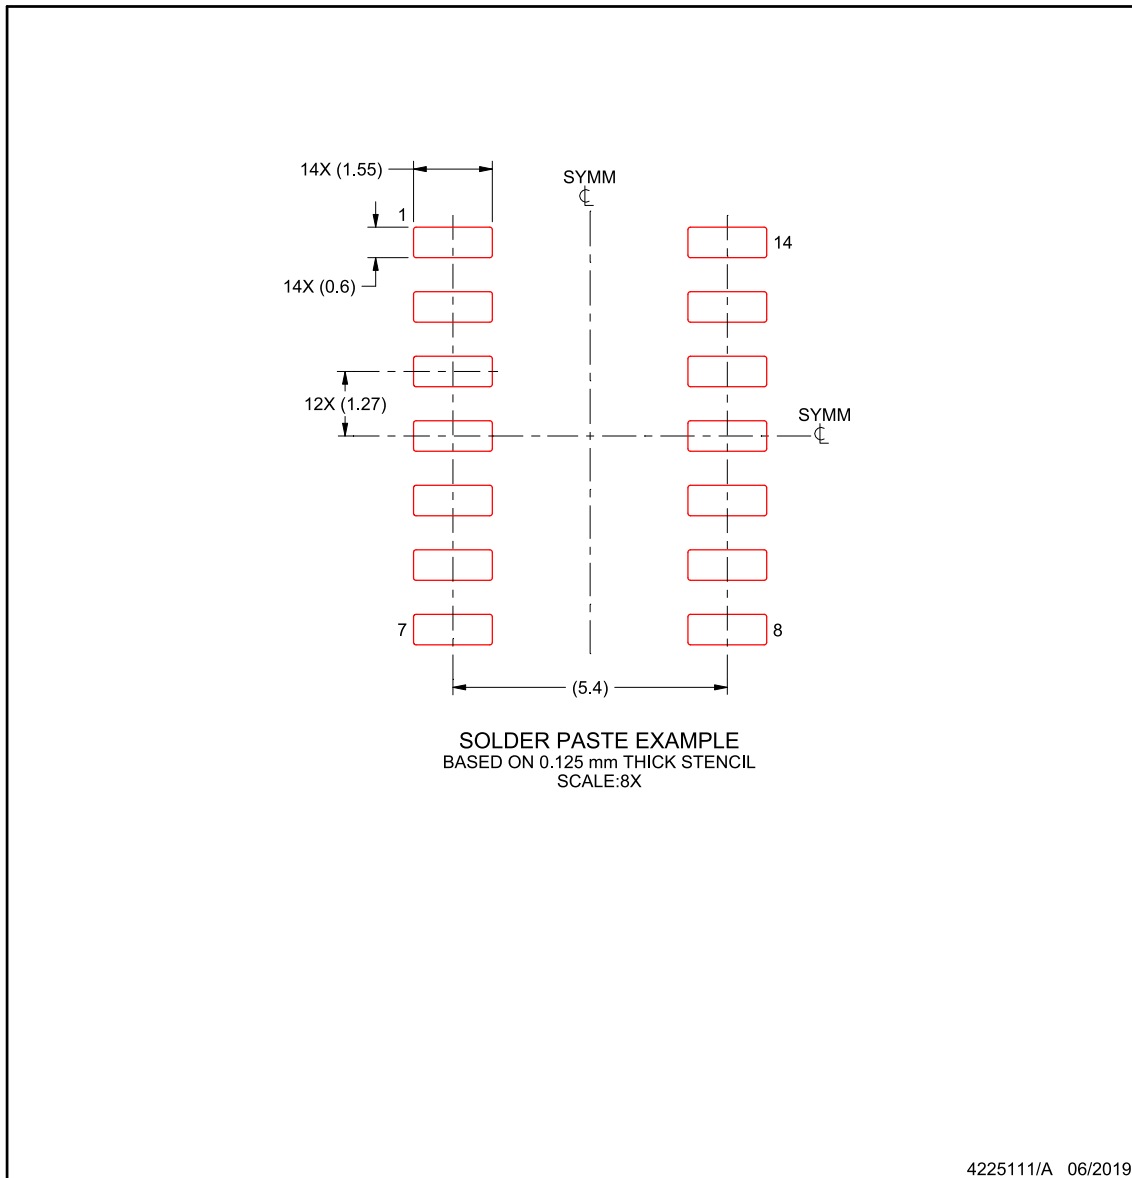 14X (1.55)
SYMM
℄
1
14
14X (0.6)
12X (1.27)
SYMM
℄
7
8
(5.4)
SOLDER PASTE EXAMPLE
BASED ON 0.125 mm THICK STENCIL
SCALE:8X
4225111/A 06/2019